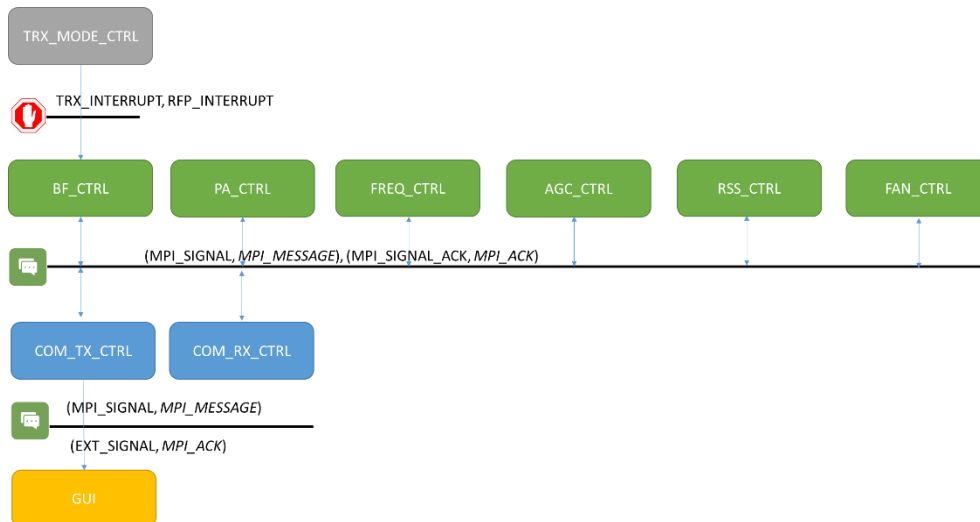 TRX_MODE_CTRL
TRX_INTERRUPT, RFP_INTERRUPT
BF_CTRL
PA_CTRL
FREQ_CTRL
AGC_CTRL
RSS_CTRL
FAN_CTRL
(MPI_SIGNAL, MPI_MESSAGE), (MPI_SIGNAL_ACK, MPI_ACK)
COM_TX_CTRL
COM_RX_CTRL
(MPI_SIGNAL, MPI_MESSAGE)
(EXT_SIGNAL, MPI_ACK)
GUI